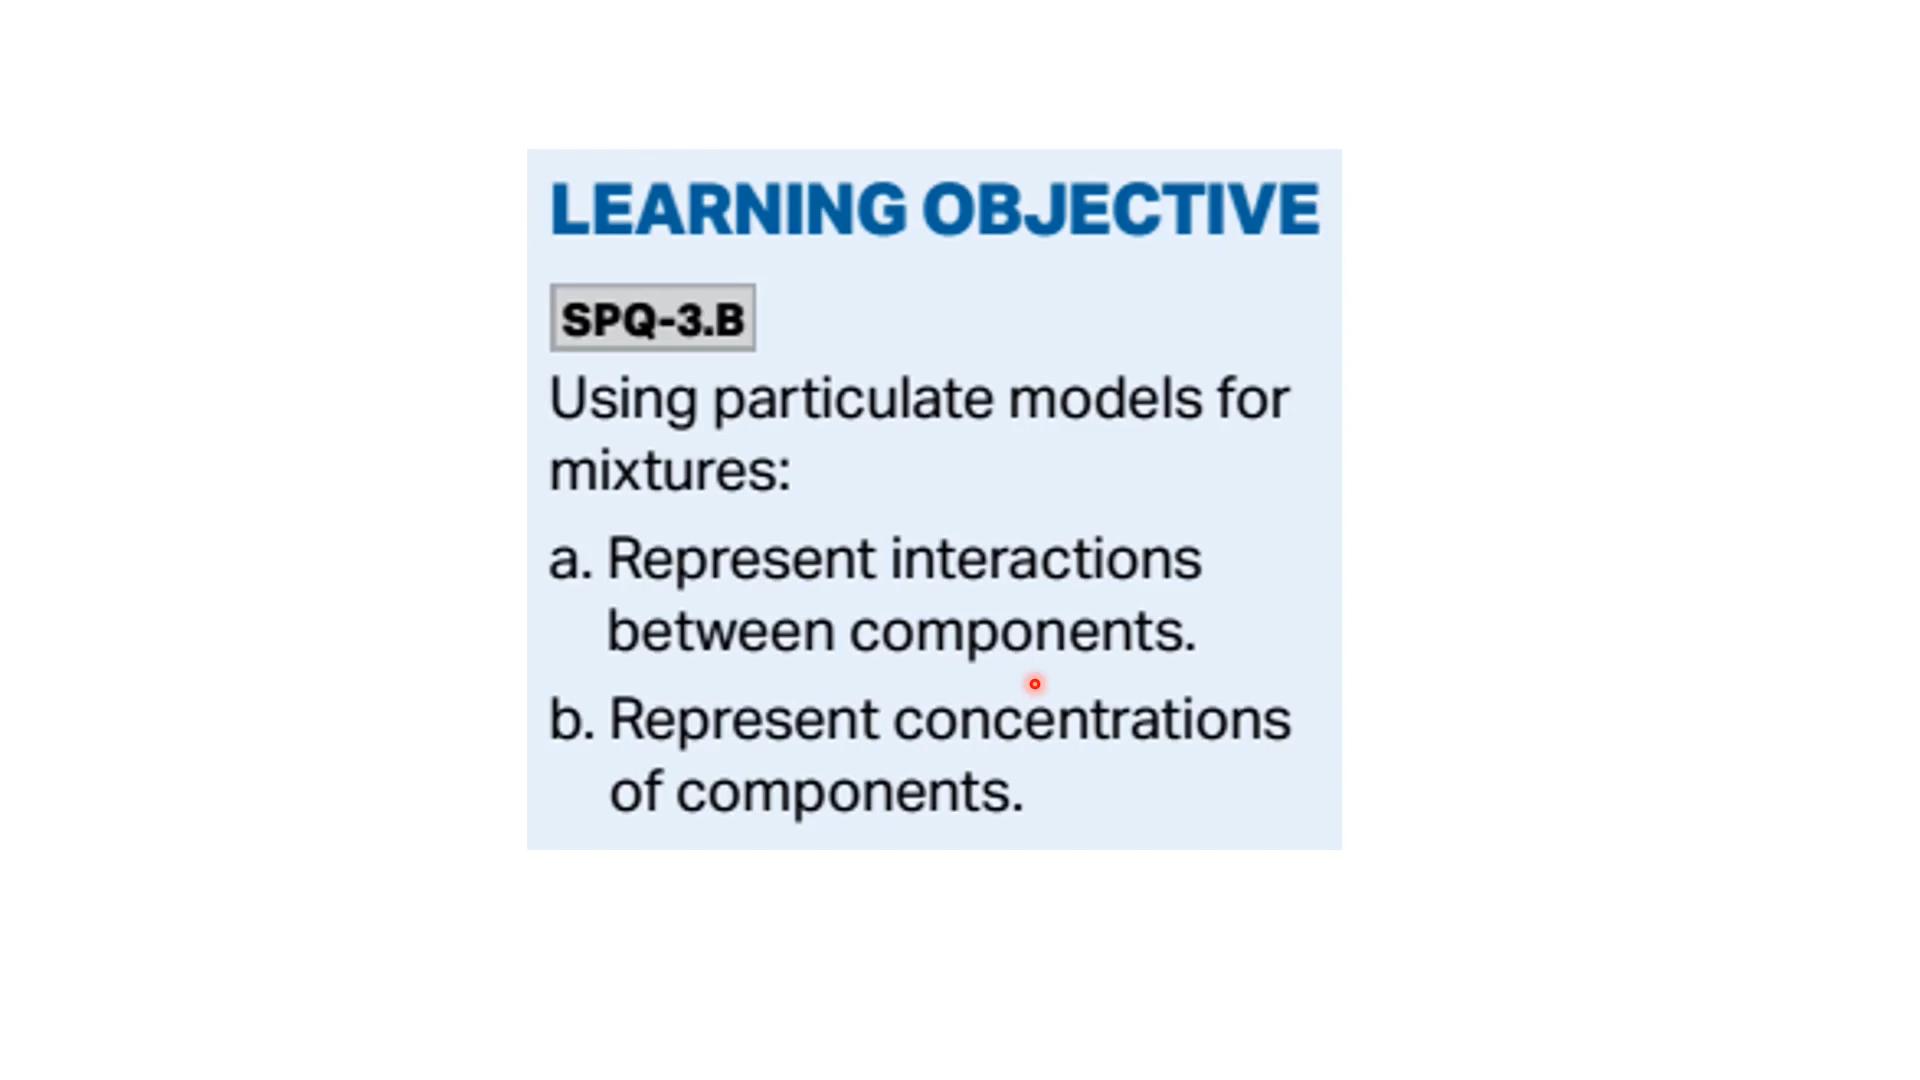 LEARNING OBJECTIVE
SPQ-3.B
Using particulate models for
mixtures:
a. Represent interactions
between components.
b. Represent concentrations
of components.